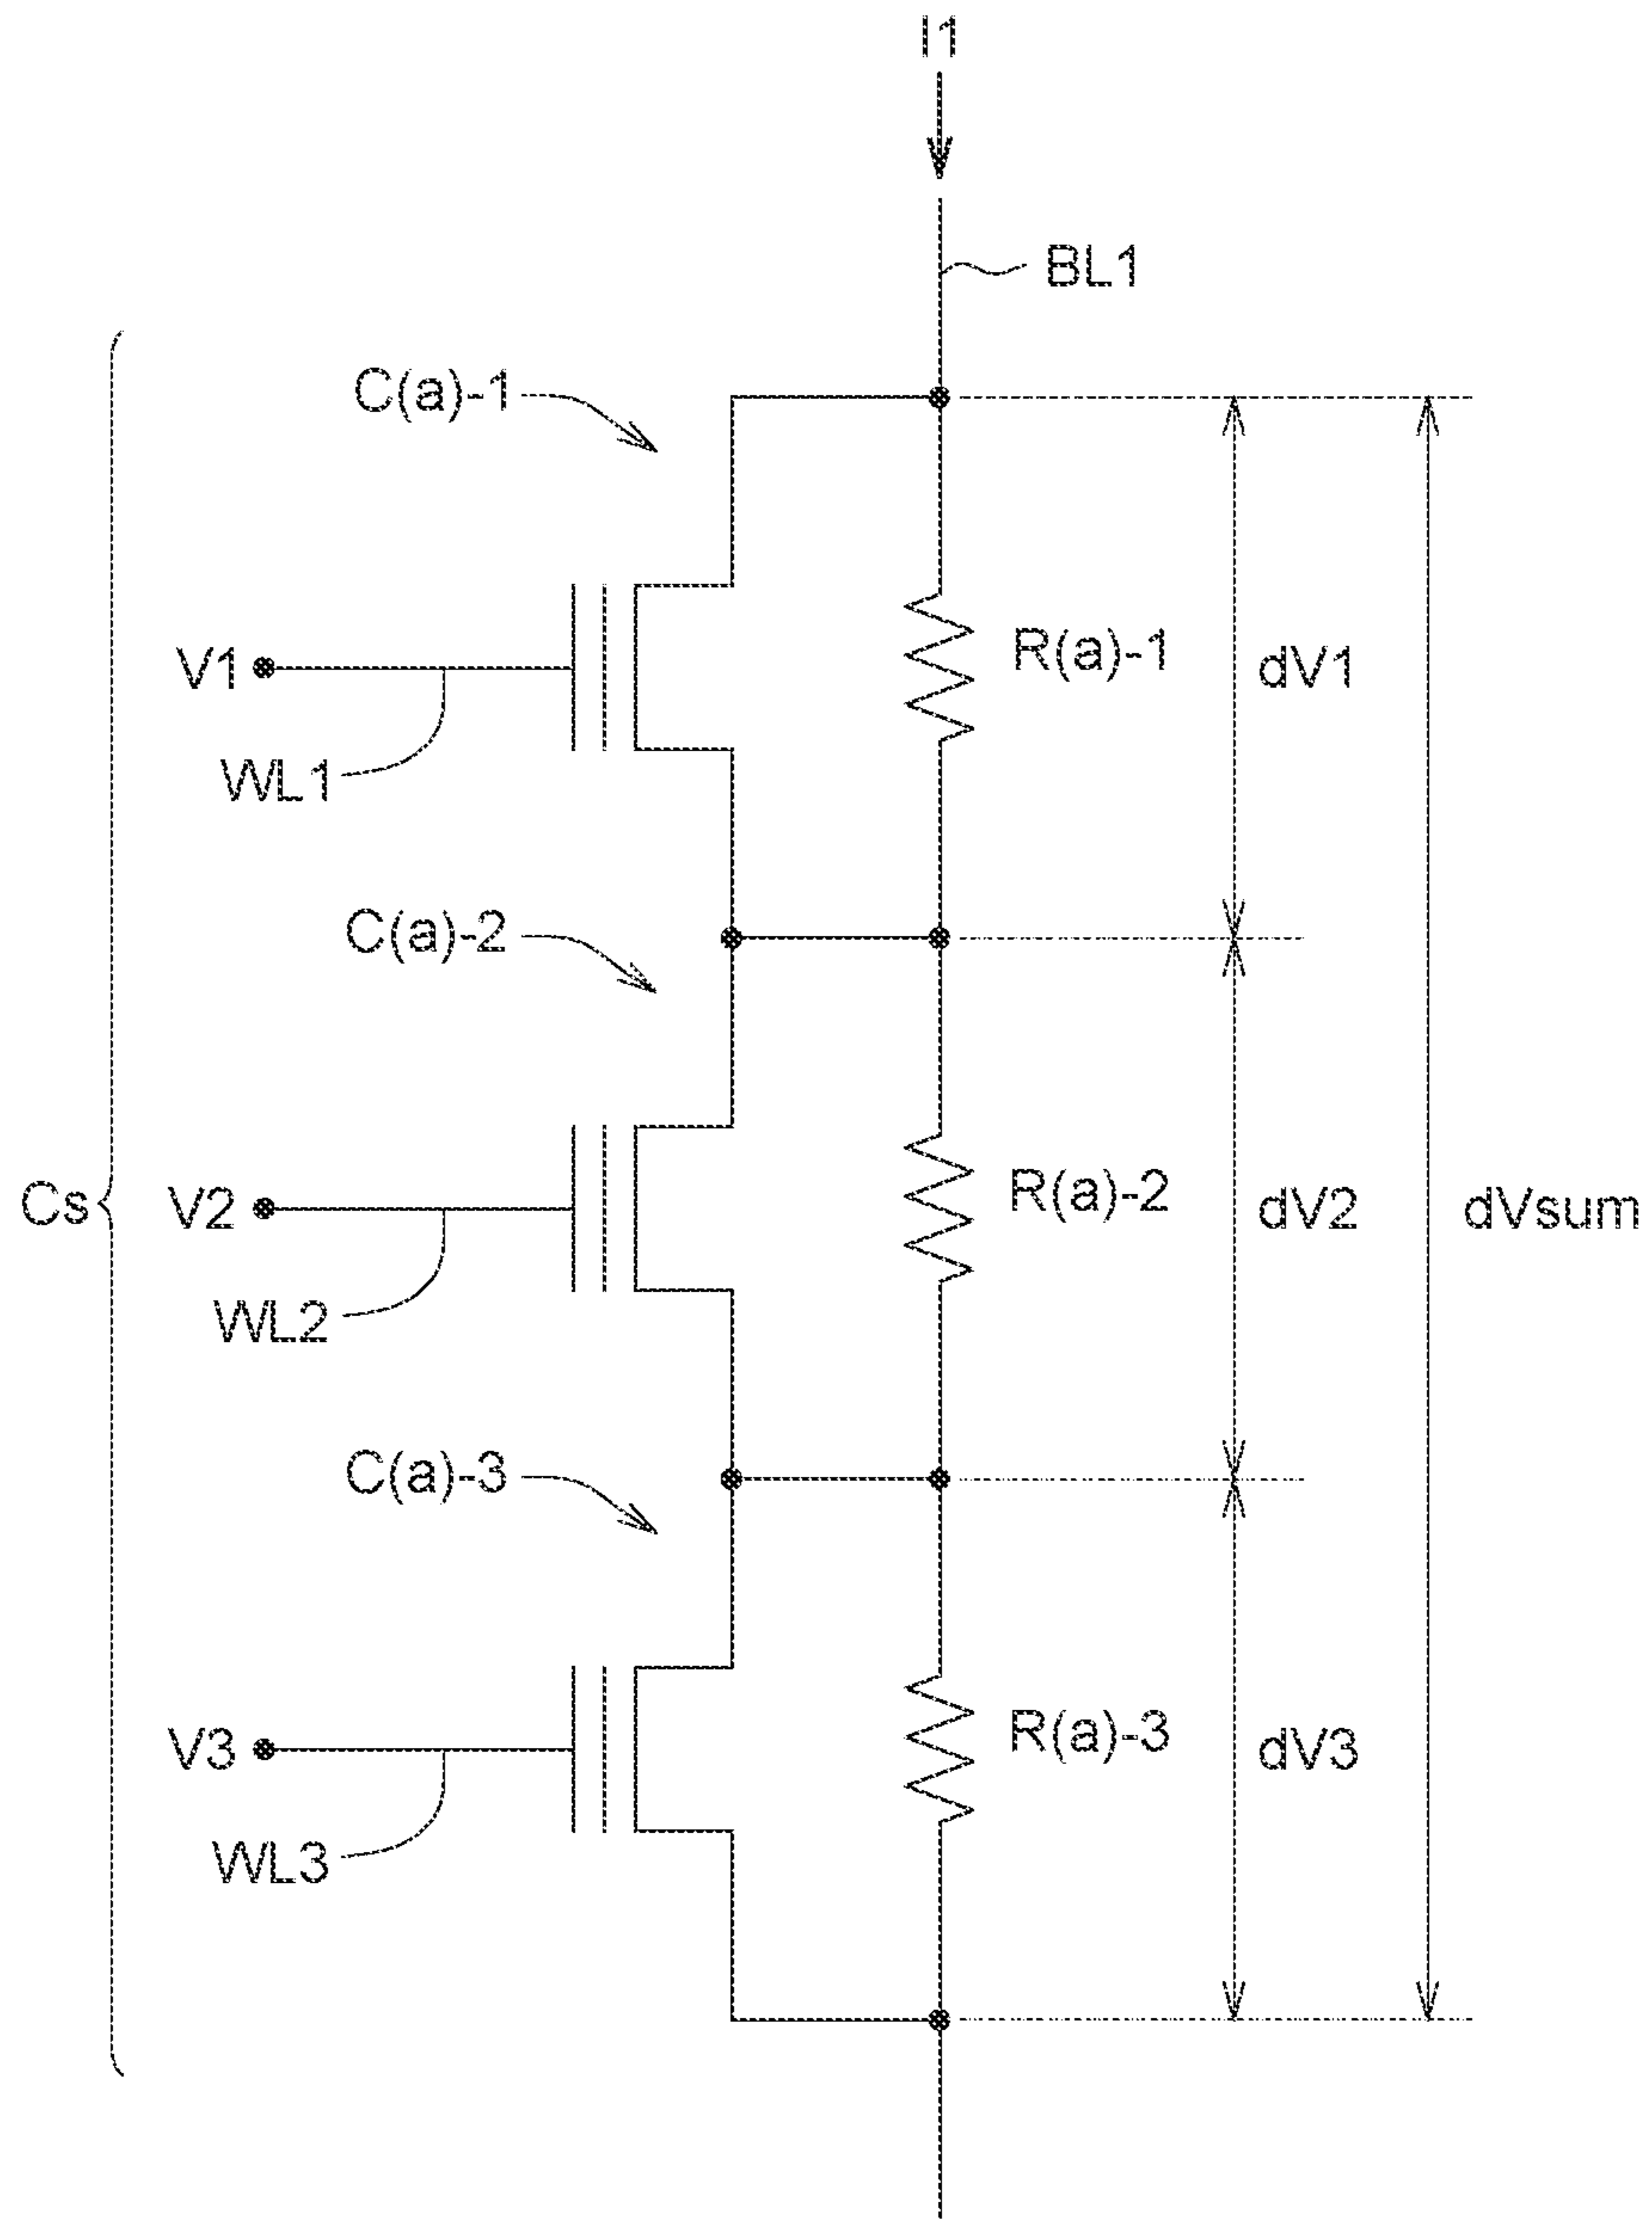 I1
BL1
C(a)-1
V1
R(a)-1
dV1
WL1
C(a)-2
Cs
V2
R(a)-2
dV2
dVsum
WL2
C(a)-3
V3
R(a)-3
dV3
WL3